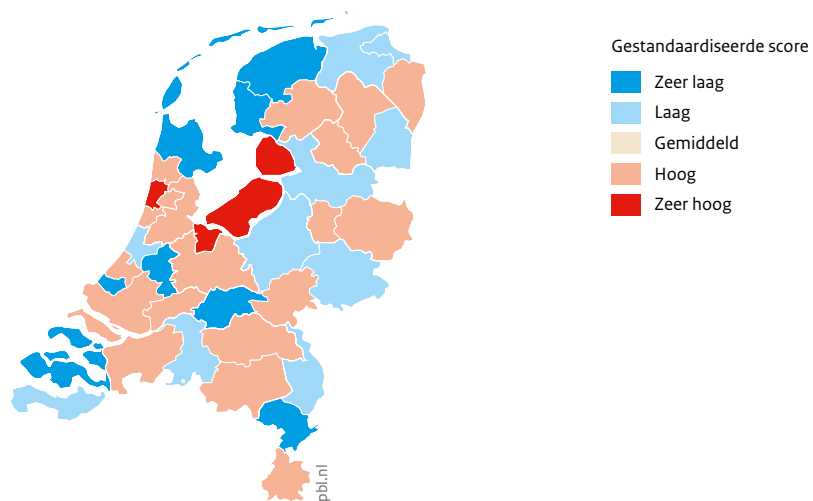 Gestandaardiseerde score
Zeer laag
Laag
Gemiddeld
Hoog
Zeer hoog
pbl.nl